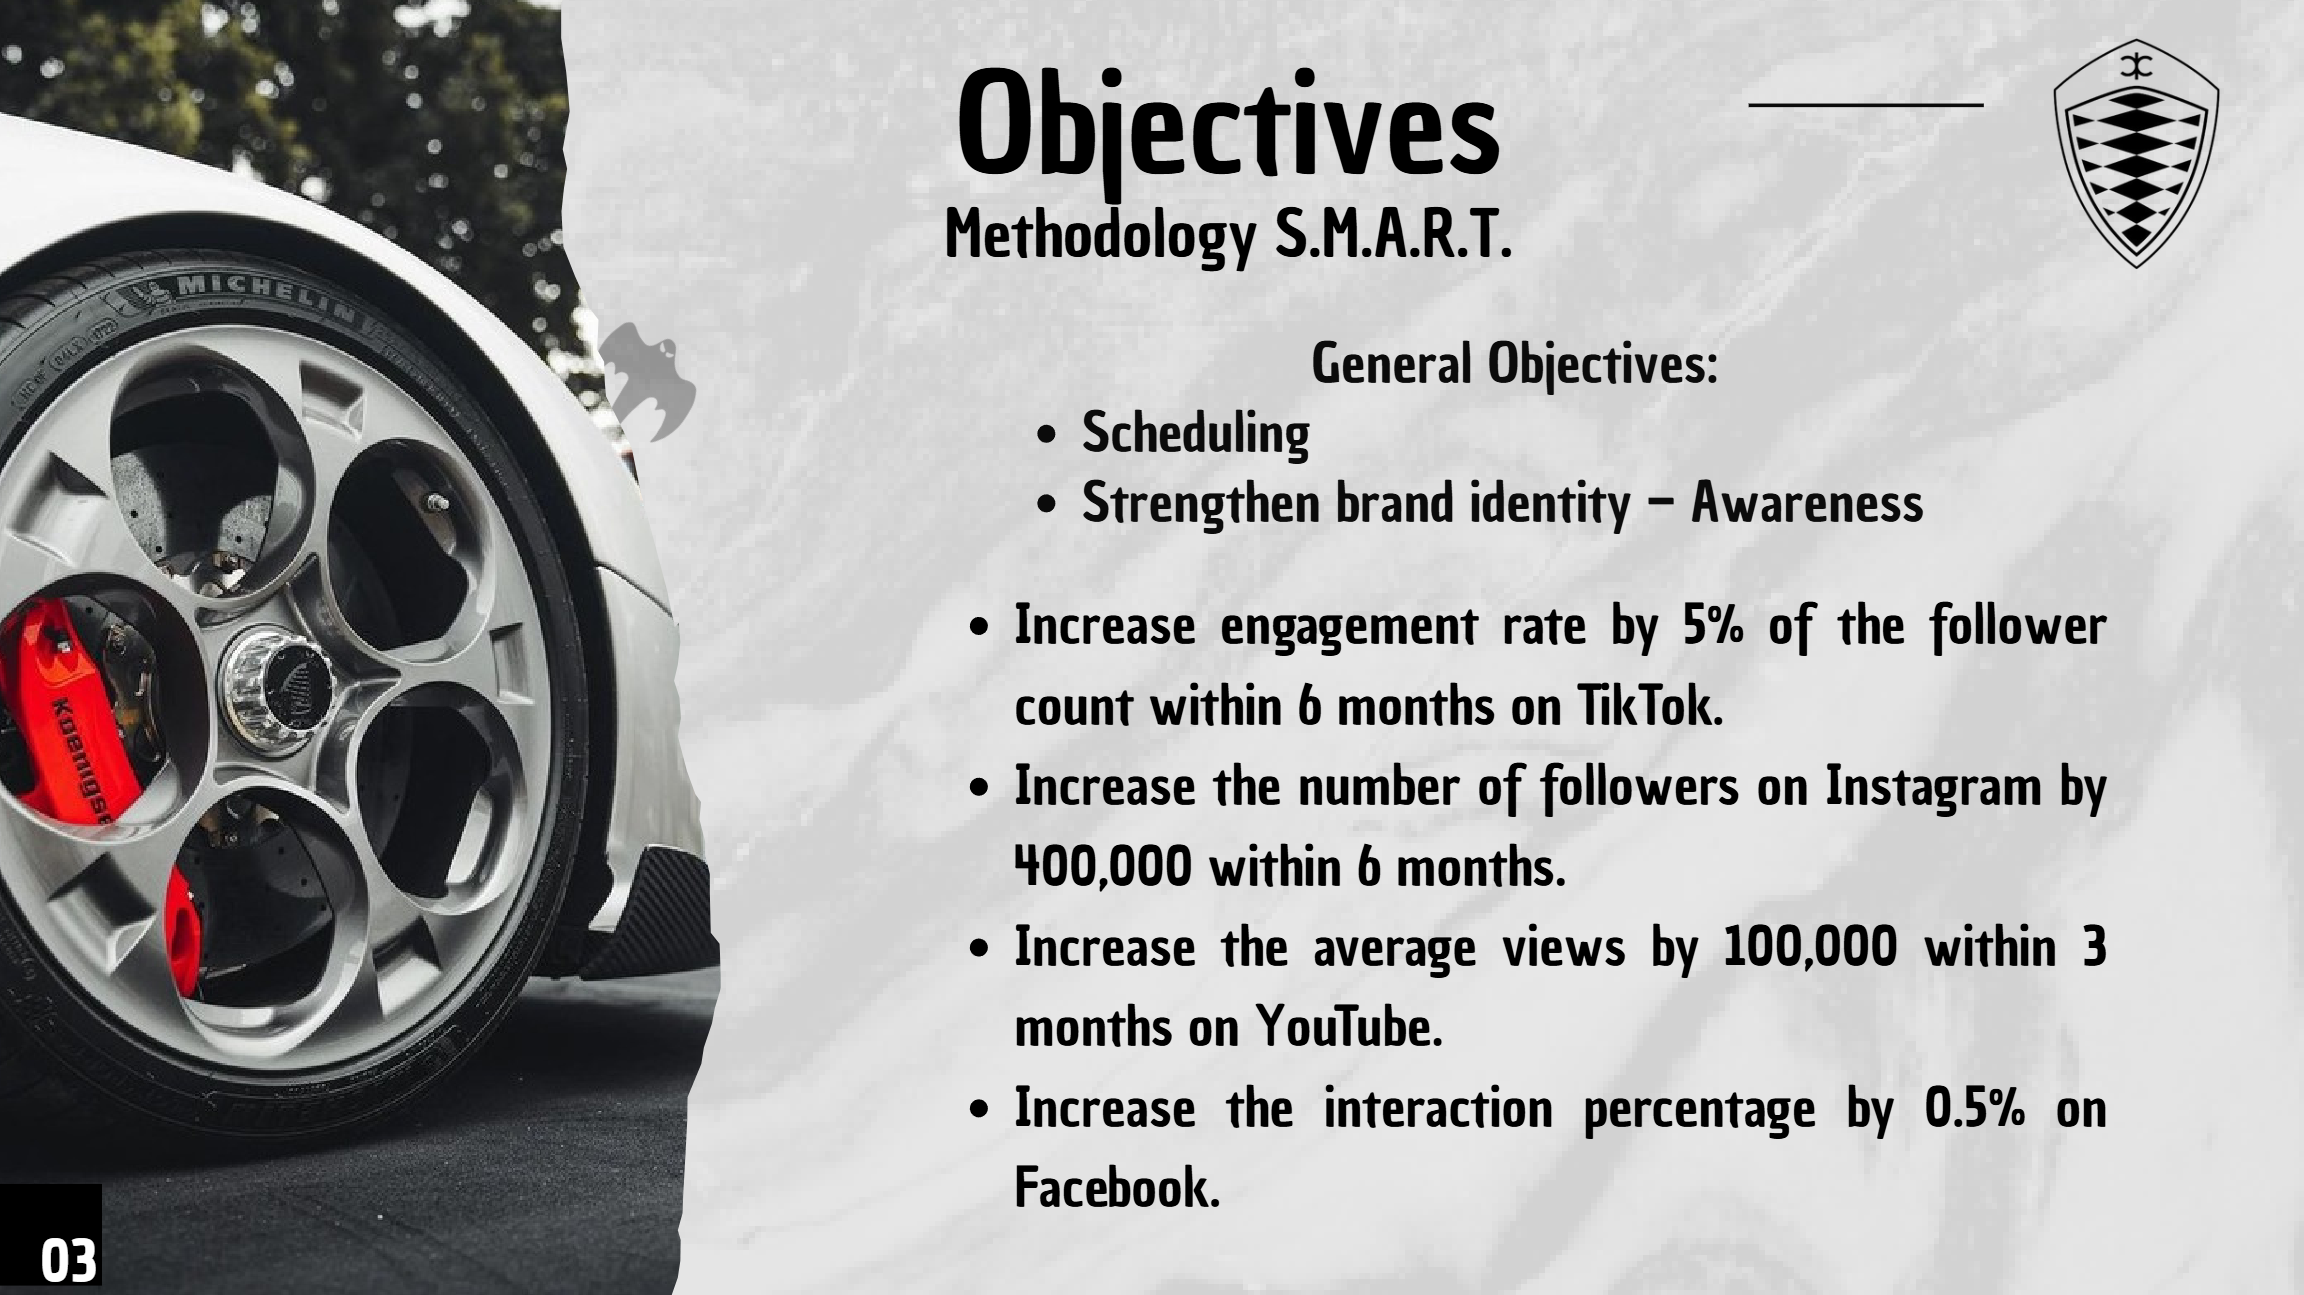 Objectives
Methodology S.M.A.R.T.
General Objectives:
• Scheduling
• Strengthen brand identity – Awareness
• Increase engagement rate by 5% of the follower
count within 6 months on TikTok.
• Increase the number of followers on Instagram by
400,000 within 6 months.
• Increase the average views by 100,000 within 3
months on YouTube.
• Increase the interaction percentage by 0.5% on
Facebook.
MICHELIN
Koenigse
03